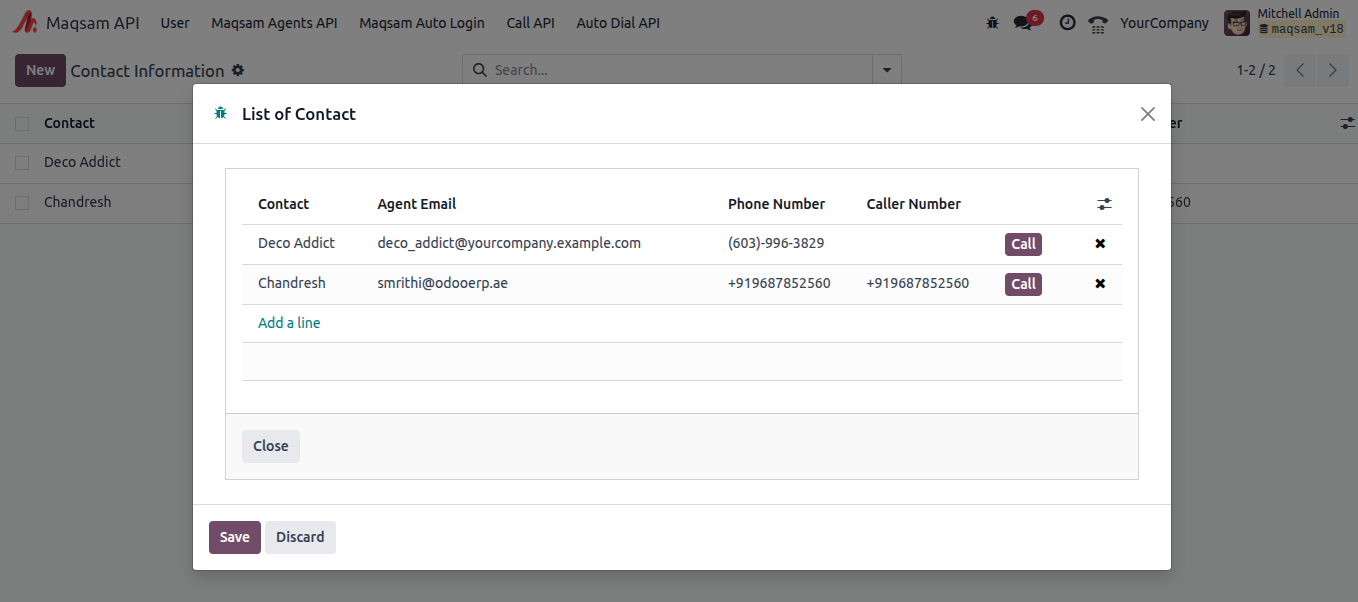 Maqsam API User Maqsam Agents API Maqsam Auto Login Call API Auto Dial API 6 YourCompany Mitchell Admin
maqsam_v18
New Contact Information Search... 1-2 / 2
List of Contact
Contact er
Deco Addict
Chandresh 560
Contact Agent Email Phone Number Caller Number
Deco Addict deco_addict@yourcompany.example.com (603)-996-3829 Call
Chandresh smrithi@odooerp.ae +919687852560 +919687852560 Call
Add a line
Close
Save Discard